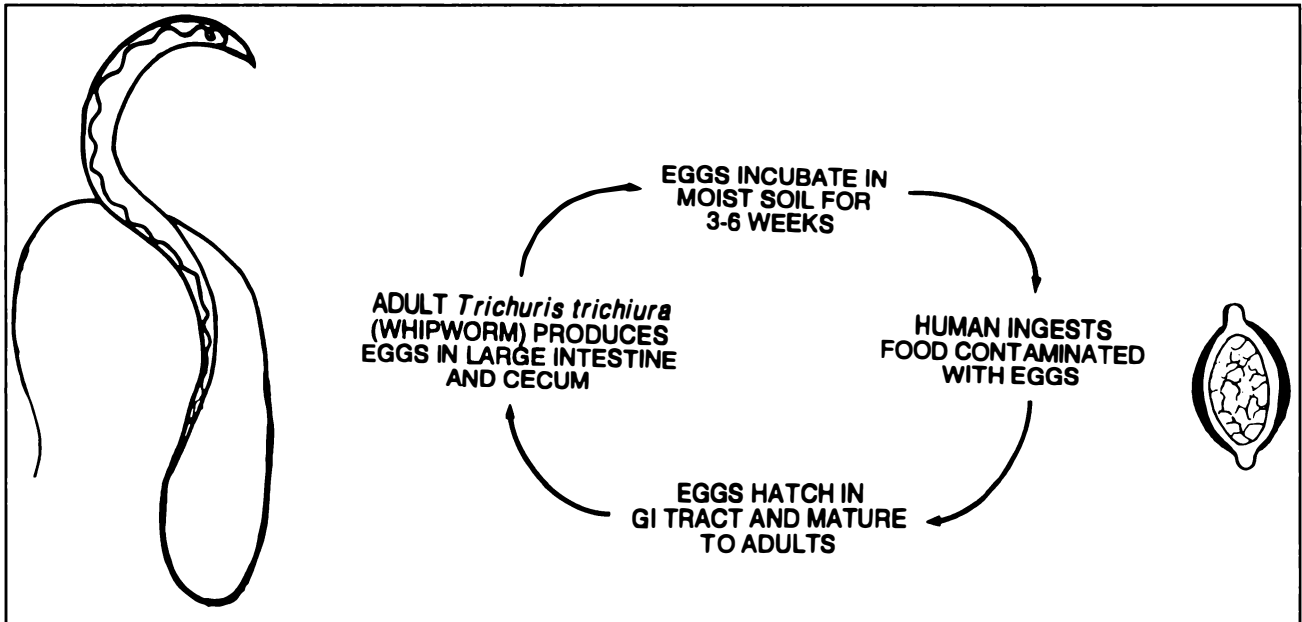 EGGS INCUBATE IN
MOIST SOIL FOR
3-6 WEEKS
ADULT Trichuris trichiura
(WHIPWORM) PRODUCES
EGGS IN LARGE INTESTINE
AND CECUM
HUMAN INGESTS
FOOD CONTAMINATED
WITH EGGS
EGGS HATCH IN
GI TRACT AND MATURE
TO ADULTS